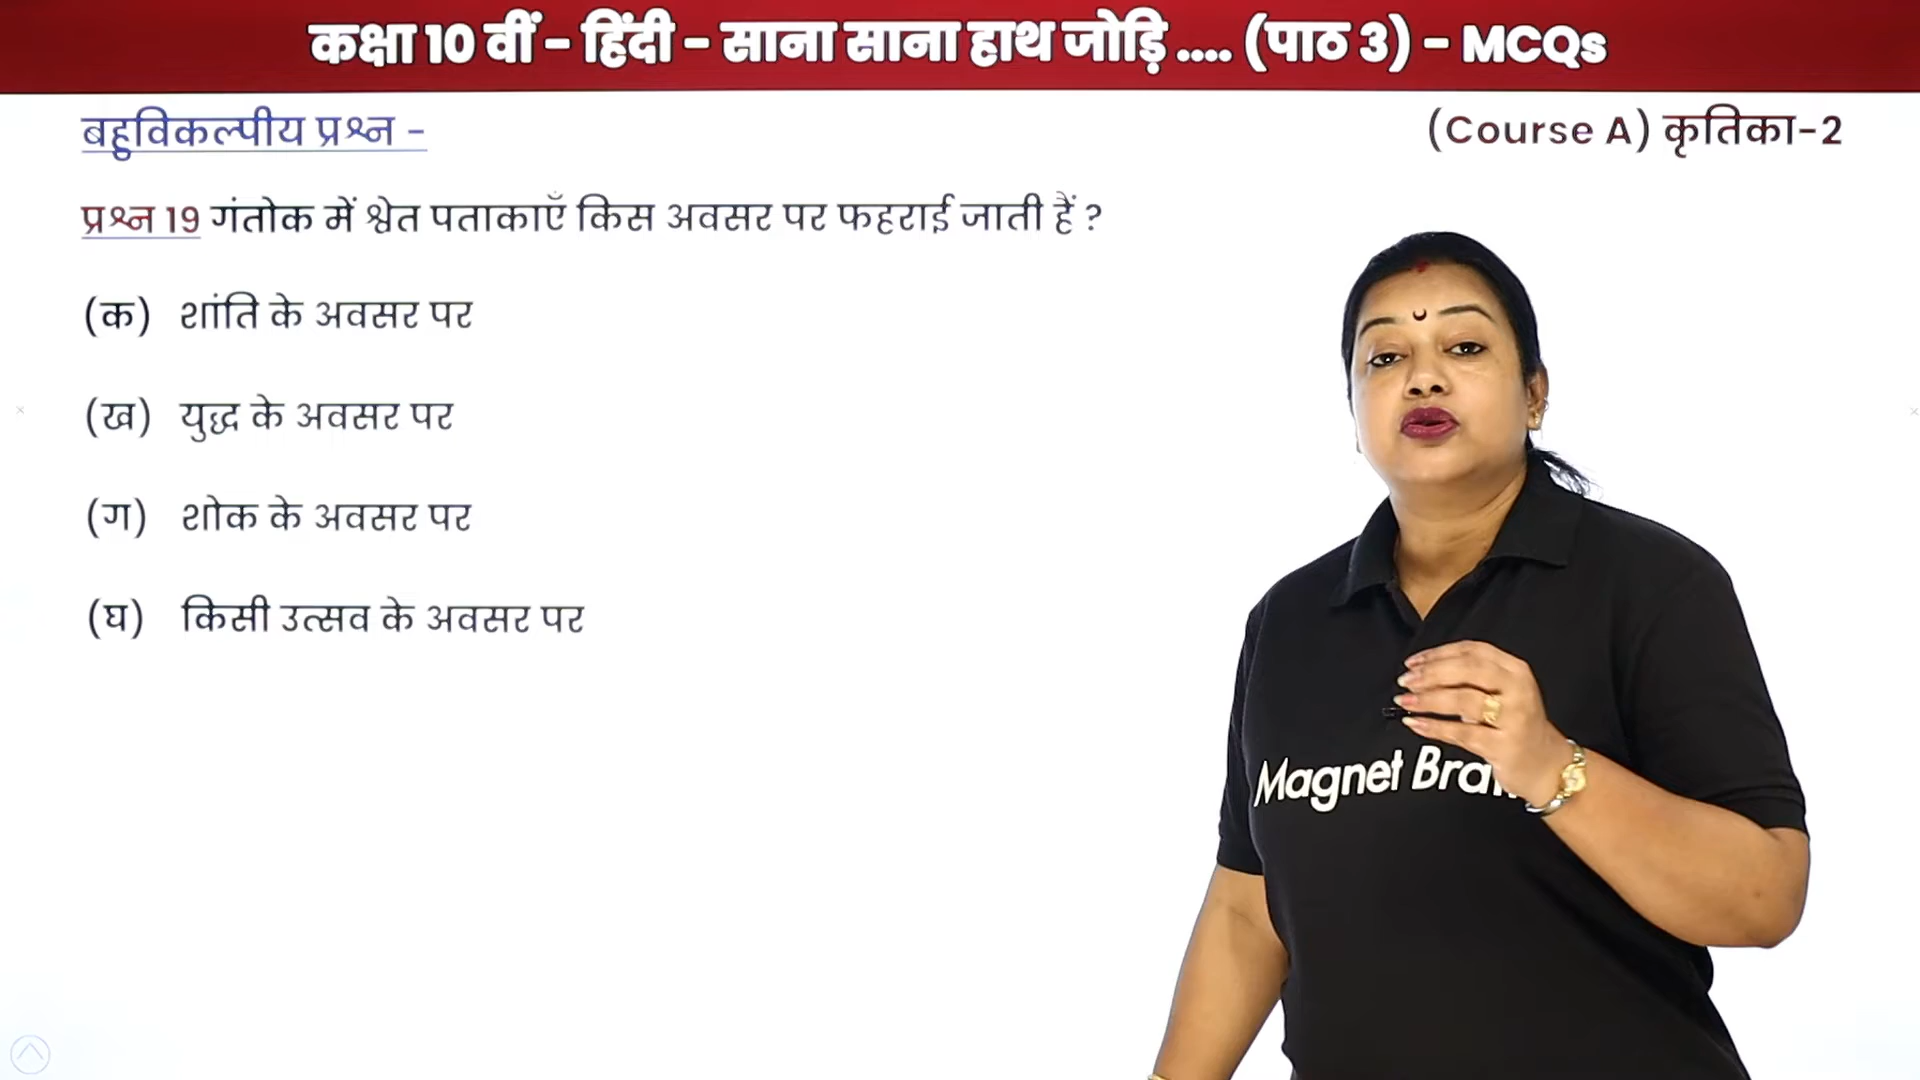 कक्षा 10 वीं - हिंदी - साना साना हाथ जोड़ि .... (पाठ 3) - MCQs
बहुविकल्पीय प्रश्न -
(Course A) कृतिका-2
प्रश्न 19 गंतोक में श्वेत पताकाएँ किस अवसर पर फहराई जाती हैं ?
(क) शांति के अवसर पर
(ख) युद्ध के अवसर पर
(ग) शोक के अवसर पर
(घ) किसी उत्सव के अवसर पर
Magnet